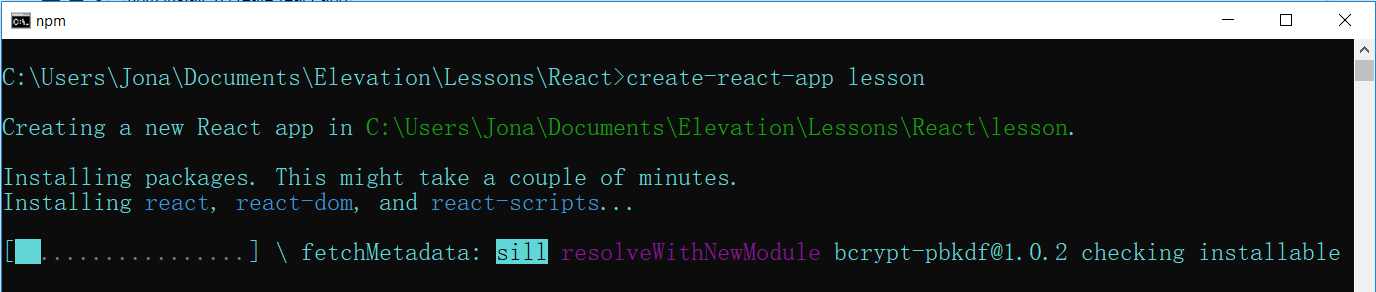 npm
C:\Users\Jona\Documents\Elevation\Lessons\React>create-react-app lesson
Creating a new React app in C:\Users\Jona\Documents\Elevation\Lessons\React\lesson.
Installing packages. This might take a couple of minutes.
Installing react, react-dom, and react-scripts...
[ ................] \ fetchMetadata: sill resolveWithNewModule bcrypt-pbkdf@1.0.2 checking installable